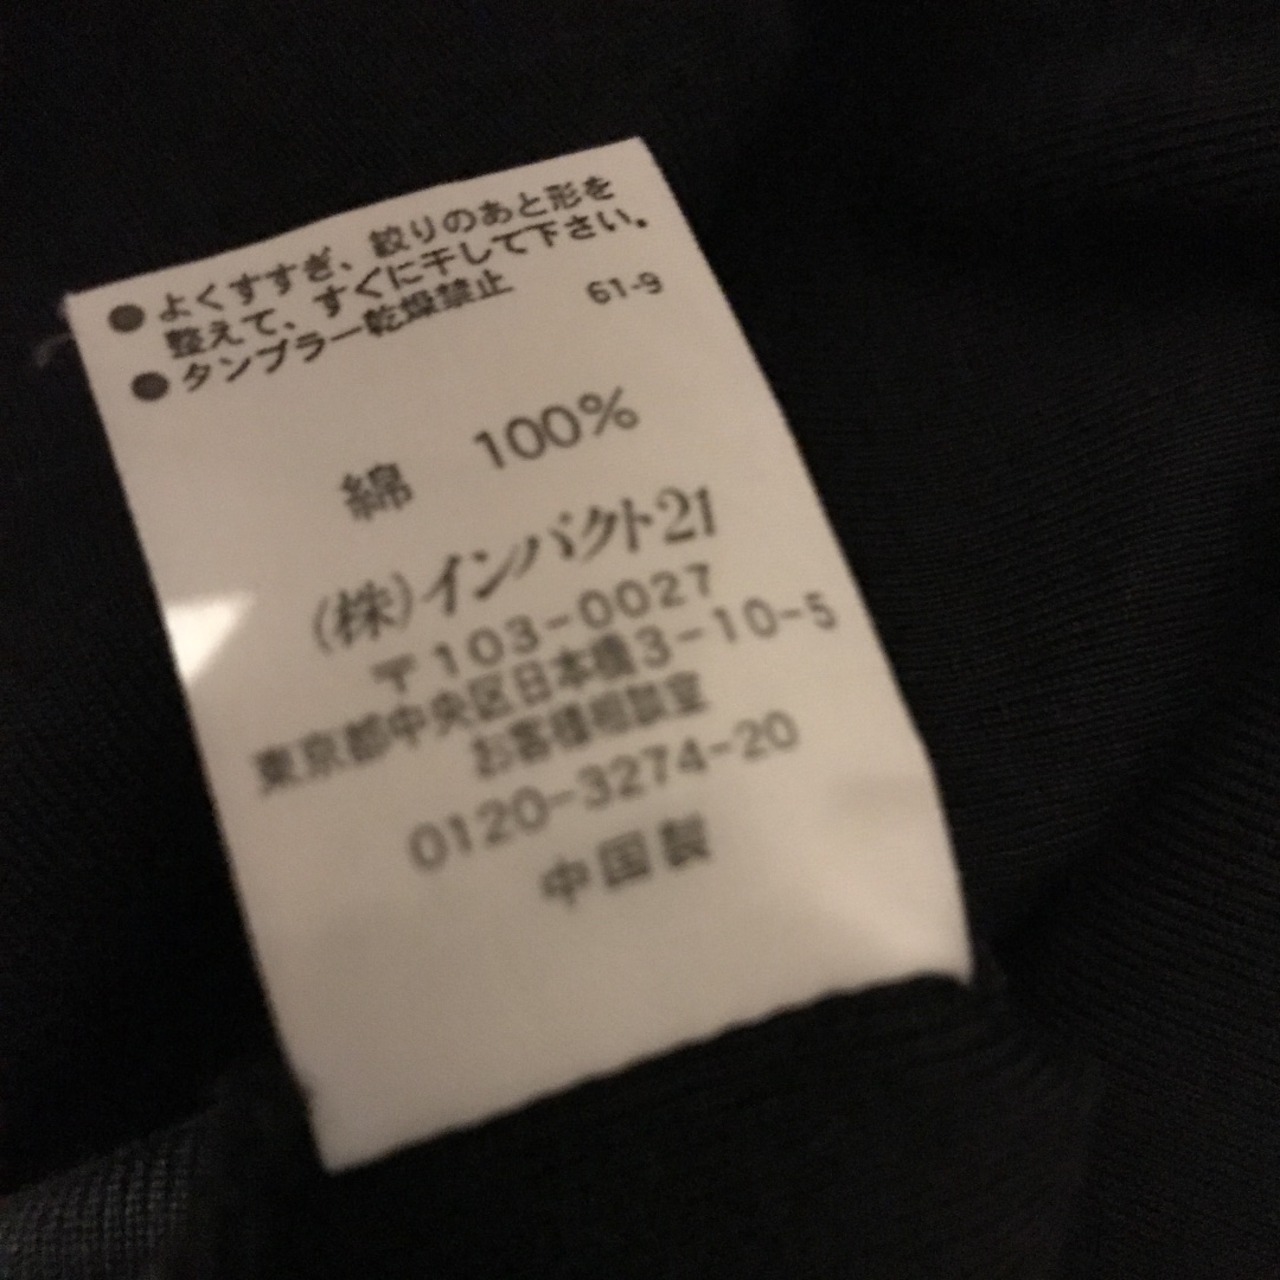 ●よくすすぎ、絞りのあと形を
整えて、すぐに干して下さい。
●タンブラー乾燥禁止 61-9
綿 100%
(株)インパクト21
〒103-0027
東京都中央区日本橋3-10-5
お客様相談室
0120-3274-20
中国製